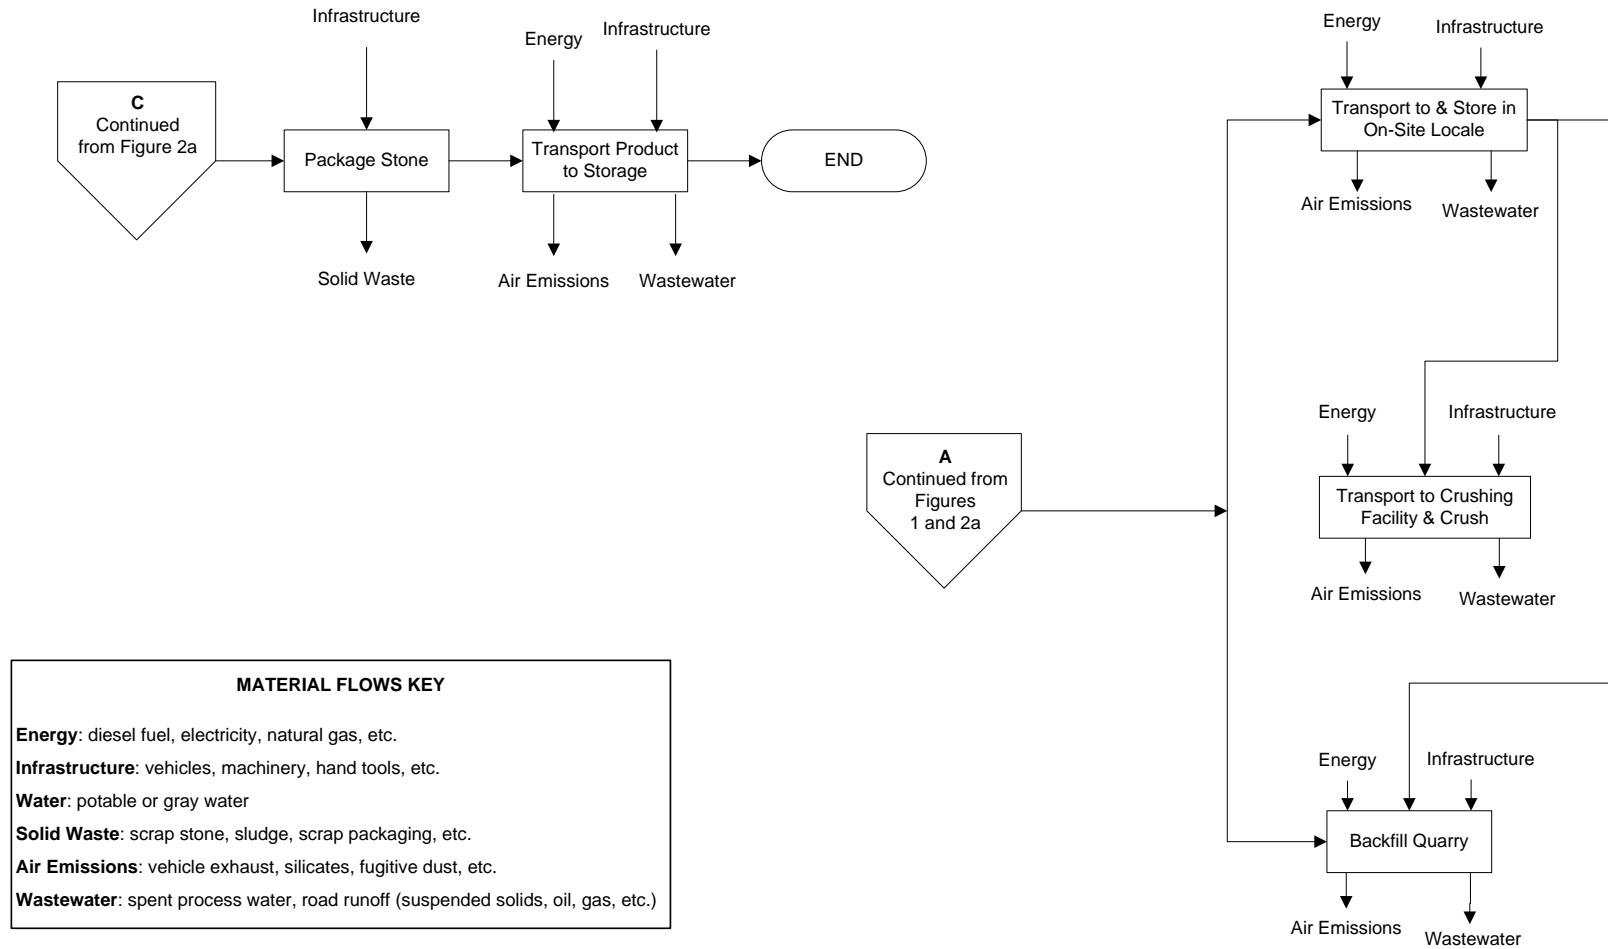 Infrastructure
Energy
Infrastructure
C
Continued
from Figure 2a
Package Stone
Transport Product
to Storage
END
Solid Waste
Air Emissions
Wastewater
Energy
Infrastructure
Transport to & Store in
On-Site Locale
Air Emissions
Wastewater
A
Continued from
Figures
1 and 2a
Energy
Infrastructure
Transport to Crushing
Facility & Crush
Air Emissions
Wastewater
Energy
Infrastructure
Backfill Quarry
Air Emissions
Wastewater
MATERIAL FLOWS KEY
Energy: diesel fuel, electricity, natural gas, etc.
Infrastructure: vehicles, machinery, hand tools, etc.
Water: potable or gray water
Solid Waste: scrap stone, sludge, scrap packaging, etc.
Air Emissions: vehicle exhaust, silicates, fugitive dust, etc.
Wastewater: spent process water, road runoff (suspended solids, oil, gas, etc.)